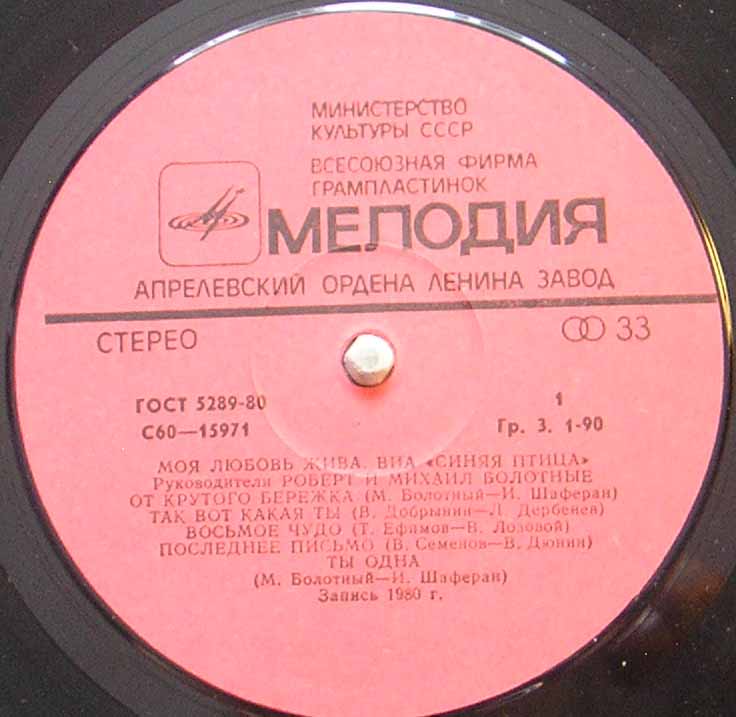 МИНИСТЕРСТВО
КУЛЬТУРЫ СССР
ВСЕСОЮЗНАЯ ФИРМА
ГРАМПЛАСТИНОК
МЕЛОДИЯ
АПРЕЛЕВСКИЙ ОРДЕНА ЛЕНИНА ЗАВОД
СТЕРЕО 33
ГОСТ 5289-80 1
С60—15971 Гр. 3. 1-90
МОЯ ЛЮБОВЬ ЖИВА. ВИА «СИНЯЯ ПТИЦА»
Руководители РОБЕРТ И МИХАИЛ БОЛОТНЫЕ
ОТ КРУТОГО БЕРЕЖКА (М. Болотный—И. Шаферан)
ТАК ВОТ КАКАЯ ТЫ (В. Добрынин—Л. Дербенев)
ВОСЬМОЕ ЧУДО (Т. Ефимов—В. Лозовой)
ПОСЛЕДНЕЕ ПИСЬМО (В. Семенов—В. Дюнин)
ТЫ ОДНА
(М. Болотный—И. Шаферан)
Запись 1980 г.